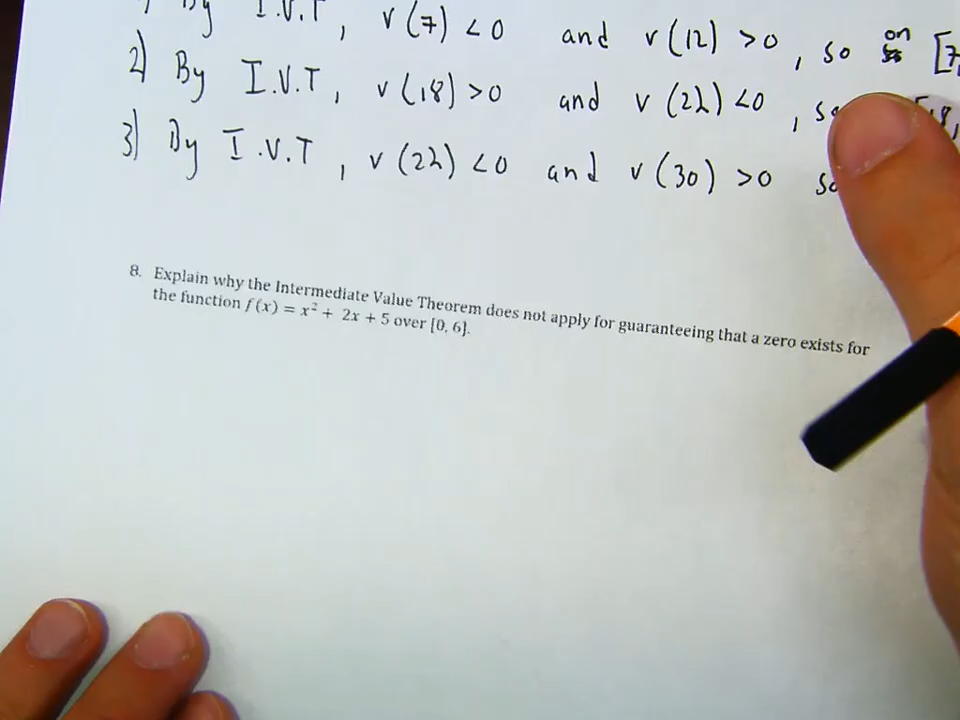 By I.V.T, v(7) <0 and v(12) >0, so on [7,
2) By I.V.T, v(18) >0 and v(22) <0,
3) By I.V.T, v(22) <0 and v(30) >0
8. Explain why the Intermediate Value Theorem does not apply for guaranteeing that a zero exists for
the function f(x) = x² + 2x + 5 over [0, 6].